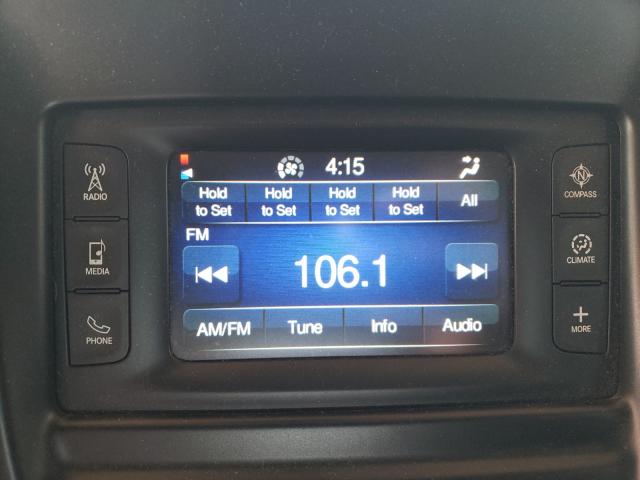 4:15
Hold to Set Hold to Set Hold to Set Hold to Set All
FM
106.1
AM/FM Tune Info Audio
RADIO
MEDIA
PHONE
N
COMPASS
CLIMATE
+
MORE